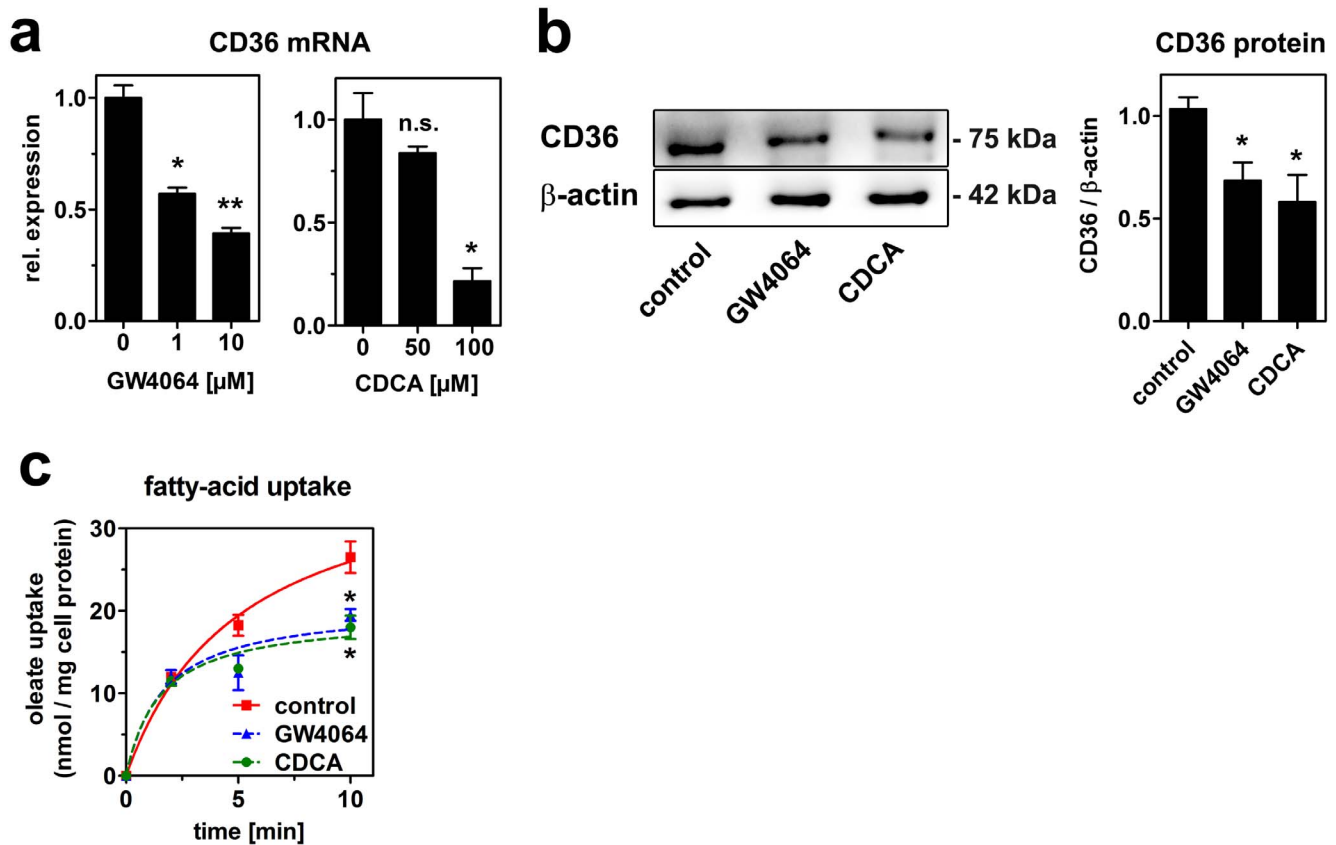 a
CD36 mRNA
rel. expression
1.0
0.5
0.0
*
**
0 1 10
GW4064 [µM]
1.0
0.5
0.0
n.s.
*
0 50 100
CDCA [µM]
b
CD36
- 75 kDa
β-actin
- 42 kDa
control
GW4064
CDCA
CD36 protein
CD36 / β-actin
1.0
0.5
0.0
*
*
control
GW4064
CDCA
c
fatty-acid uptake
oleate uptake
(nmol / mg cell protein)
30
20
10
0
*
*
control
GW4064
CDCA
0 5 10
time [min]